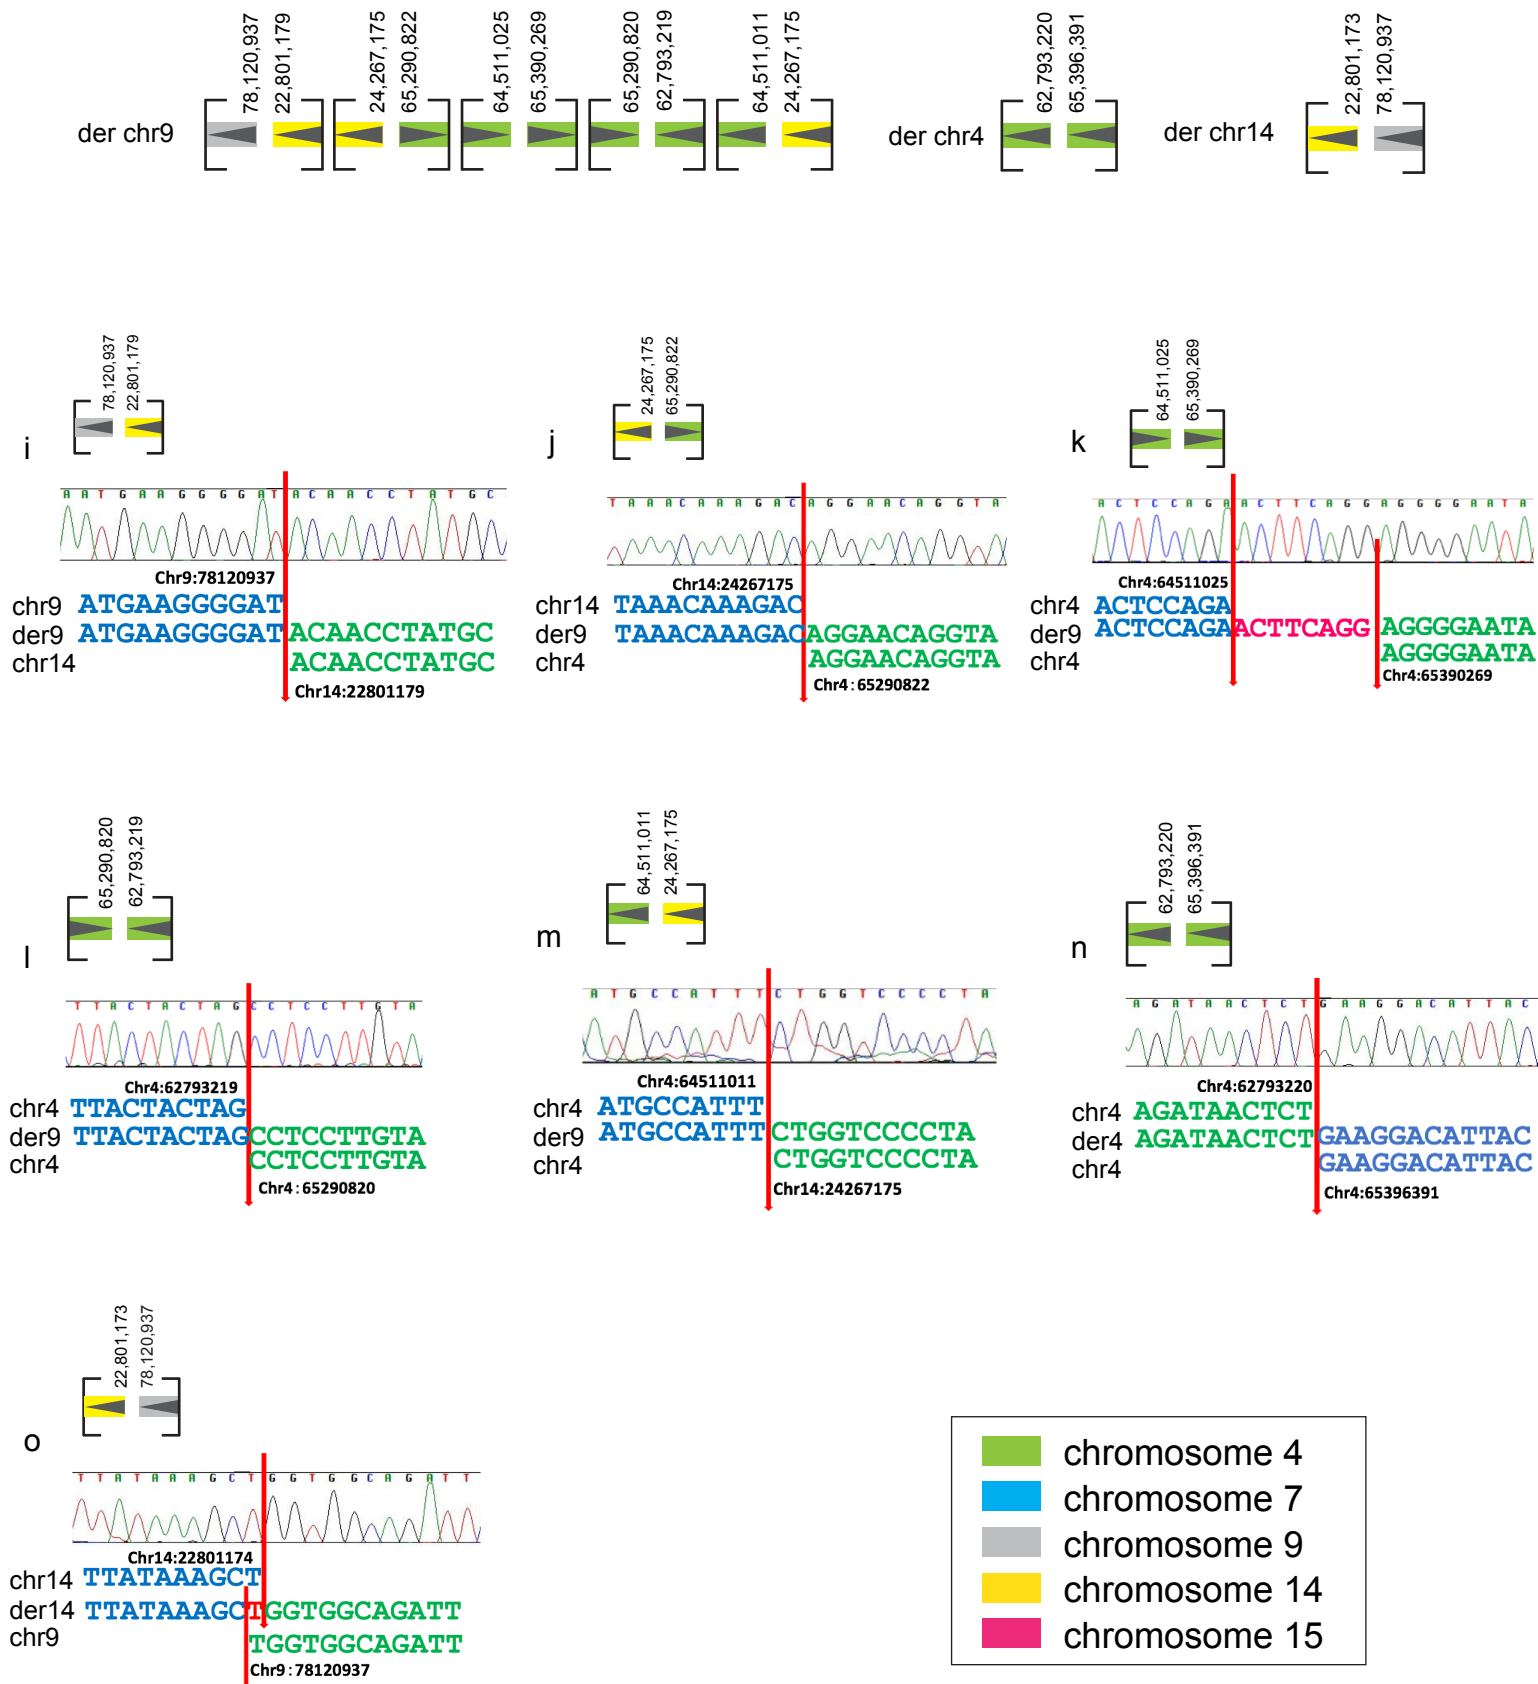 78,120,937
22,801,179
24,267,175
65,290,822
64,511,025
65,390,269
65,290,820
62,793,219
64,511,011
24,267,175
62,793,220
65,396,391
22,801,173
78,120,937
der chr9
der chr4
der chr14
78,120,937
22,801,179
i
A A T G A A G G G G A T A C A A C C T A T G C
Chr9:78120937
chr9 ATGAAGGGGAT
der9 ATGAAGGGGATACAACCTATGC
chr14 ACAACCTATGC
Chr14:22801179
24,267,175
65,290,822
j
T A A A C A A A G A C A G G A A C A G G T A
Chr14:24267175
chr14 TAAACAAAGAC
der9 TAAACAAAGACAGGAACAGGTA
chr4 AGGAACAGGTA
Chr4:65290822
64,511,025
65,390,269
k
A C T C C A G A A C T T C A G G A G G G G A A T A
Chr4:64511025
chr4 ACTCCAGA
der9 ACTCCAGAACTTCAGG AGGGGAATA
chr4 AGGGGAATA
Chr4:65390269
65,290,820
62,793,219
l
T T A C T A C T A G C C T C C T T G T A
Chr4:62793219
chr4 TTACTACTAG
der9 TTACTACTAGCCTCCTTGTA
chr4 CCTCCTTGTA
Chr4:65290820
64,511,011
24,267,175
m
A T G C C A T T T C T G G T C C C C T A
Chr4:64511011
chr4 ATGCCATTT
der9 ATGCCATTTCTGGTCCCCTA
chr4 CTGGTCCCCTA
Chr14:24267175
62,793,220
65,396,391
n
A G A T A A C T C T G A A G G A C A T T A C
Chr4:62793220
chr4 AGATAACTCT
der4 AGATAACTCTGAAGGACATTAC
chr4 GAAGGACATTAC
Chr4:65396391
22,801,173
78,120,937
o
T T A T A A A G C T G G T G G C A G A T T
Chr14:22801174
chr14 TTATAAAGCT
der14 TTATAAAGCTGGTGGCAGATT
chr9 TGGTGGCAGATT
Chr9:78120937
chromosome 4
chromosome 7
chromosome 9
chromosome 14
chromosome 15